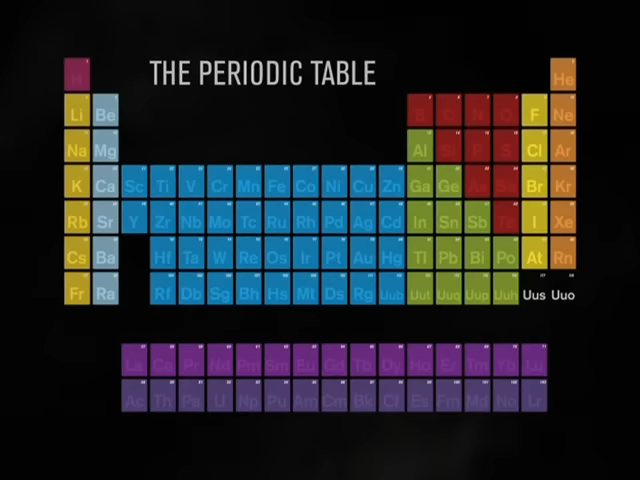 THE PERIODIC TABLE
H He
Li Be B C N O F Ne
Na Mg Al Si P S Cl Ar
K Ca Sc Ti V Cr Mn Fe Co Ni Cu Zn Ga Ge As Se Br Kr
Rb Sr Y Zr Nb Mo Tc Ru Rh Pd Ag Cd In Sn Sb Te I Xe
Cs Ba Hf Ta W Re Os Ir Pt Au Hg Tl Pb Bi Po At Rn
Fr Ra Rf Db Sg Bh Hs Mt Ds Rg Uub Uut Uuq Uup Uuh Uus Uuo
La Ce Pr Nd Pm Sm Eu Gd Tb Dy Ho Er Tm Yb Lu
Ac Th Pa U Np Pu Am Cm Bk Cf Es Fm Md No Lr